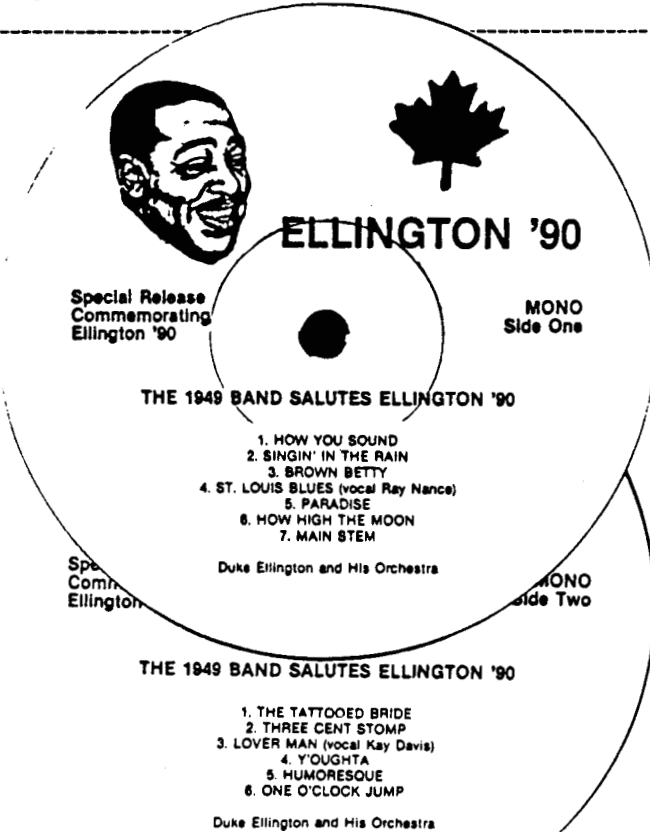 ELLINGTON '90
Special Release
Commemorating
Ellington '90
MONO
Side One
THE 1949 BAND SALUTES ELLINGTON '90
1. HOW YOU SOUND
2. SINGIN' IN THE RAIN
3. BROWN BETTY
4. ST. LOUIS BLUES (vocal Ray Nance)
5. PARADISE
6. HOW HIGH THE MOON
7. MAIN STEM
Duke Ellington and His Orchestra
Ellington
MONO
Side Two
THE 1949 BAND SALUTES ELLINGTON '90
1. THE TATTOOED BRIDE
2. THREE CENT STOMP
3. LOVER MAN (vocal Kay Davis)
4. Y'OUGHTA
5. HUMORESQUE
6. ONE O'CLOCK JUMP
Duke Ellington and His Orchestra